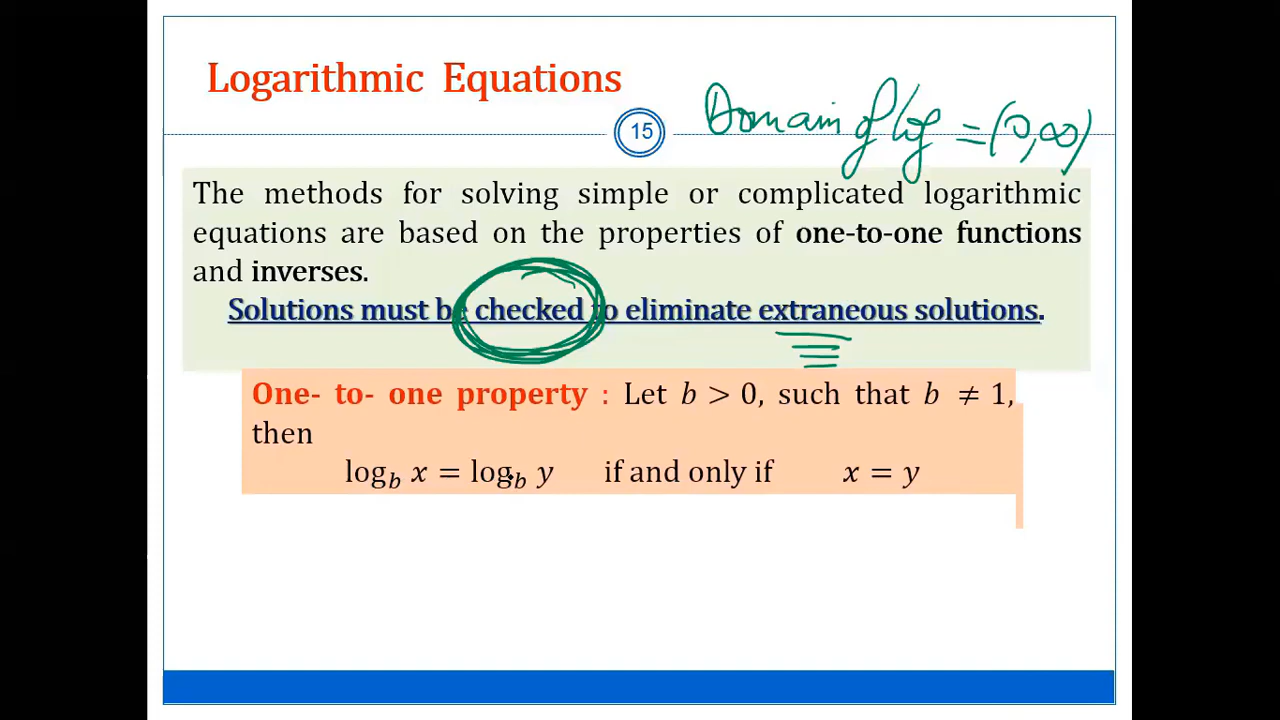 Logarithmic Equations
Domain of log = (0, ∞)
15
The methods for solving simple or complicated logarithmic
equations are based on the properties of one-to-one functions
and inverses.
Solutions must be checked to eliminate extraneous solutions.
One- to- one property : Let b > 0, such that b ≠ 1,
then
log_b x = log_b y if and only if x = y